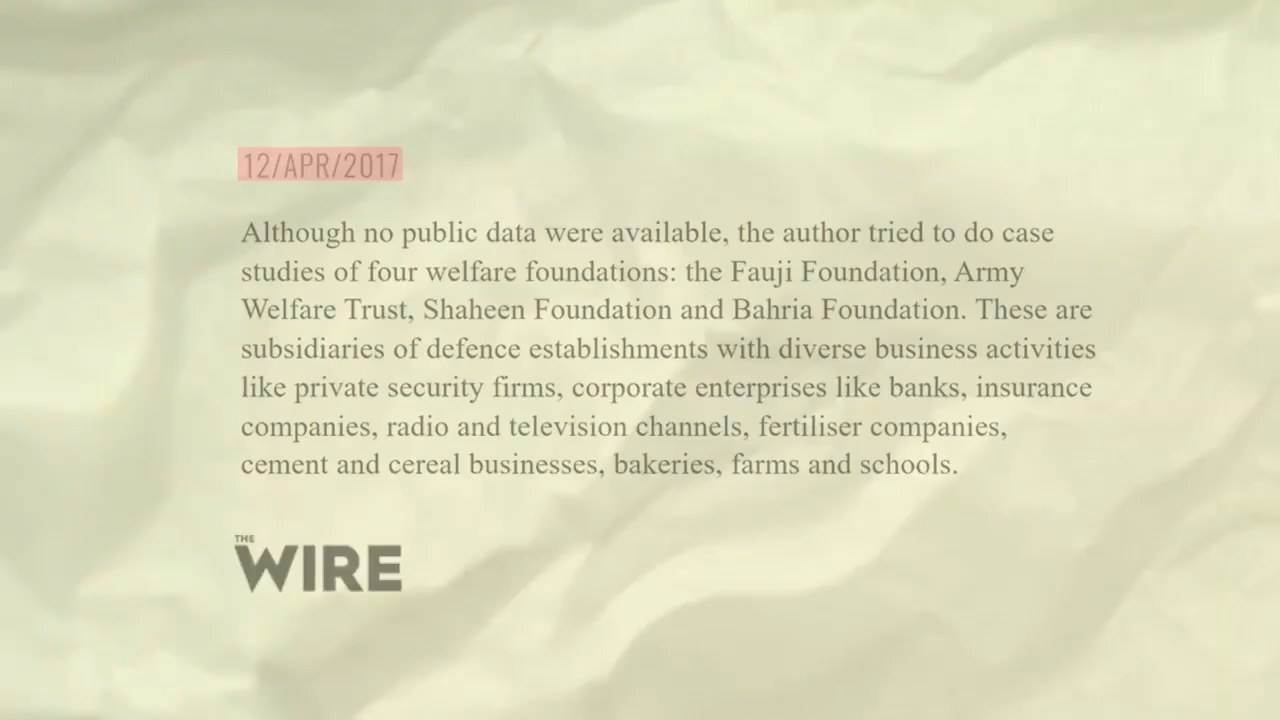 12/APR/2017
Although no public data were available, the author tried to do case
studies of four welfare foundations: the Fauji Foundation, Army
Welfare Trust, Shaheen Foundation and Bahria Foundation. These are
subsidiaries of defence establishments with diverse business activities
like private security firms, corporate enterprises like banks, insurance
companies, radio and television channels, fertiliser companies,
cement and cereal businesses, bakeries, farms and schools.
THE
WIRE